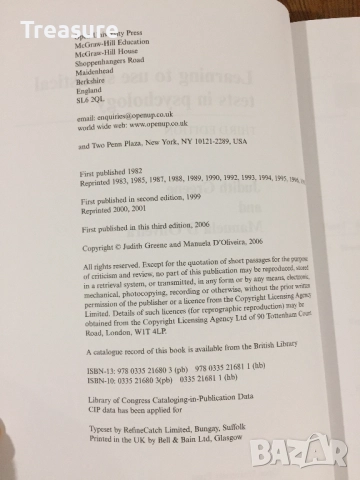 Treasure
Open University Press
McGraw-Hill Education
McGraw-Hill House
Shoppenhangers Road
Maidenhead
Berkshire
England
SL6 2QL
email: enquiries@openup.co.uk
world wide web: www.openup.co.uk
and Two Penn Plaza, New York, NY 10121-2289, USA
First published 1982
Reprinted 1983, 1985, 1987, 1988, 1989, 1990, 1992, 1993, 1994, 1995, 1996,
First published in second edition, 1999
Reprinted 2000, 2001
First published in this third edition, 2006
Copyright © Judith Greene and Manuela D'Oliveira, 2006
All rights reserved. Except for the quotation of short passages for the purpose
of criticism and review, no part of this publication may be reproduced, stored
in a retrieval system, or transmitted, in any form or by any means, electronic,
mechanical, photocopying, recording or otherwise, without the prior written
permission of the publisher or a licence from the Copyright Licensing Agency
Limited. Details of such licences (for reprographic reproduction) may be
obtained from the Copyright Licensing Agency Ltd of 90 Tottenham Court
Road, London, W1T 4LP.
A catalogue record of this book is available from the British Library
ISBN-13: 978 0335 21680 3 (pb) 978 0335 21681 1 (hb)
ISBN-10: 0335 21680 3(pb) 0335 21681 1 (hb)
Library of Congress Cataloging-in-Publication Data
CIP data has been applied for
Typeset by RefineCatch Limited, Bungay, Suffolk
Printed in the UK by Bell & Bain Ltd, Glasgow
BAZAR